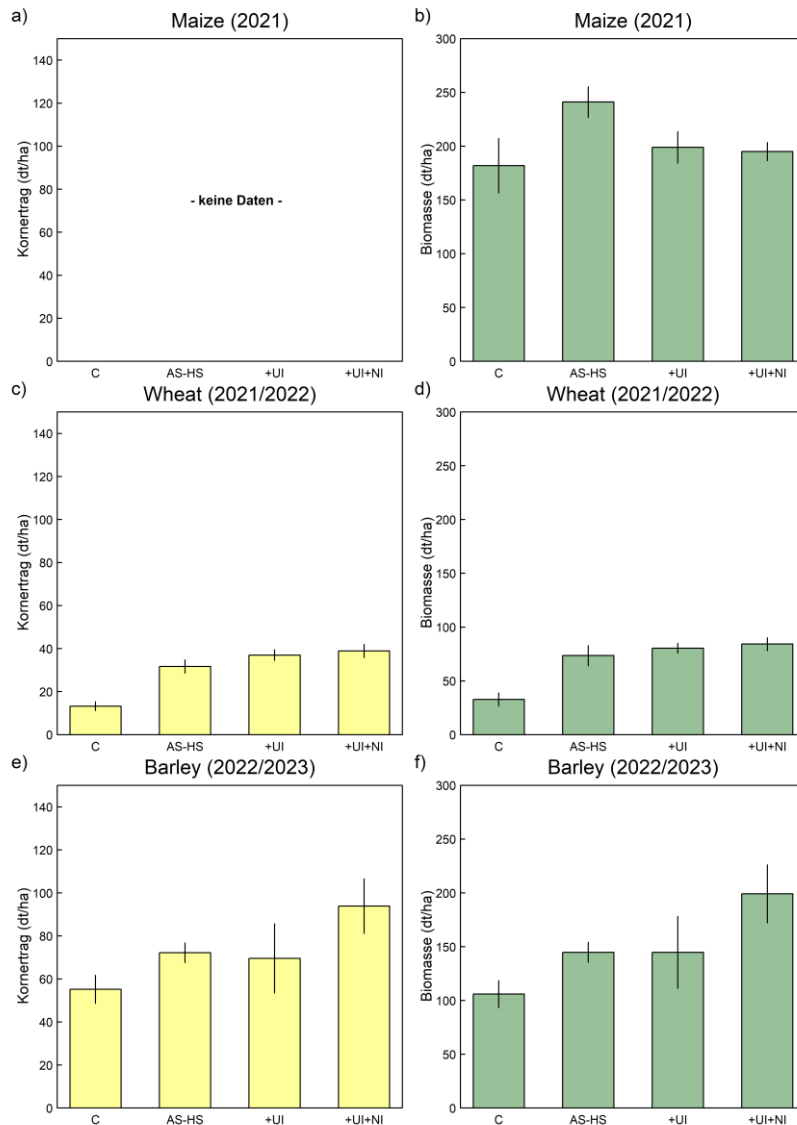 a)
Maize (2021)
Kornertrag (dt/ha)
140
120
100
80
60
40
20
0
- keine Daten -
C AS-HS +UI +UI+NI
b)
Maize (2021)
Biomasse (dt/ha)
300
250
200
150
100
50
0
C AS-HS +UI +UI+NI
c)
Wheat (2021/2022)
Kornertrag (dt/ha)
140
120
100
80
60
40
20
0
C AS-HS +UI +UI+NI
d)
Wheat (2021/2022)
Biomasse (dt/ha)
300
250
200
150
100
50
0
C AS-HS +UI +UI+NI
e)
Barley (2022/2023)
Kornertrag (dt/ha)
140
120
100
80
60
40
20
0
C AS-HS +UI +UI+NI
f)
Barley (2022/2023)
Biomasse (dt/ha)
300
250
200
150
100
50
0
C AS-HS +UI +UI+NI